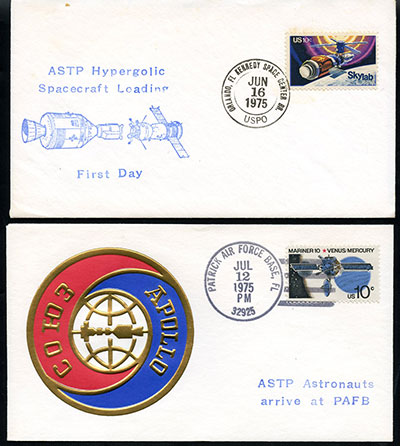 ASTP Hypergolic
Spacecraft Loading
First Day
ORLANDO, FL KENNEDY SPACE CENTER BR.
JUN
16
1975
USPO
US 10c
Skylab
СОЮЗ
APOLLO
PATRICK AIR FORCE BASE, FL
JUL
12
1975
PM
32925
MARINER 10 ★ VENUS/MERCURY
US 10c
ASTP Astronauts
arrive at PAFB